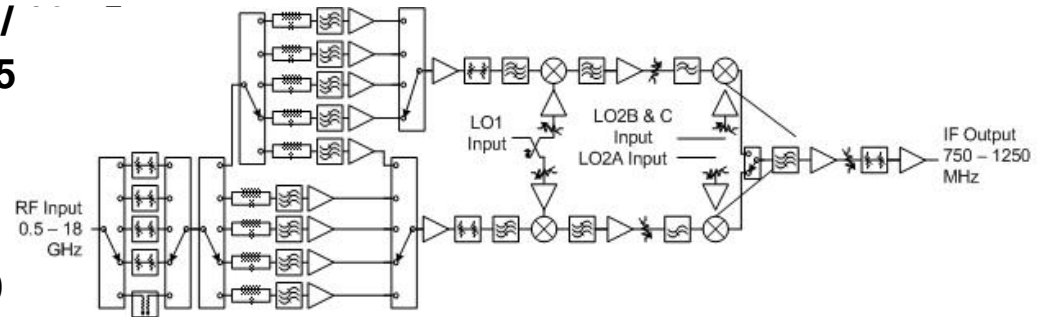 /
5
)
RF Input
0.5 – 18
GHz
LO1
Input
LO2B & C
Input
LO2A Input
IF Output
750 – 1250
MHz